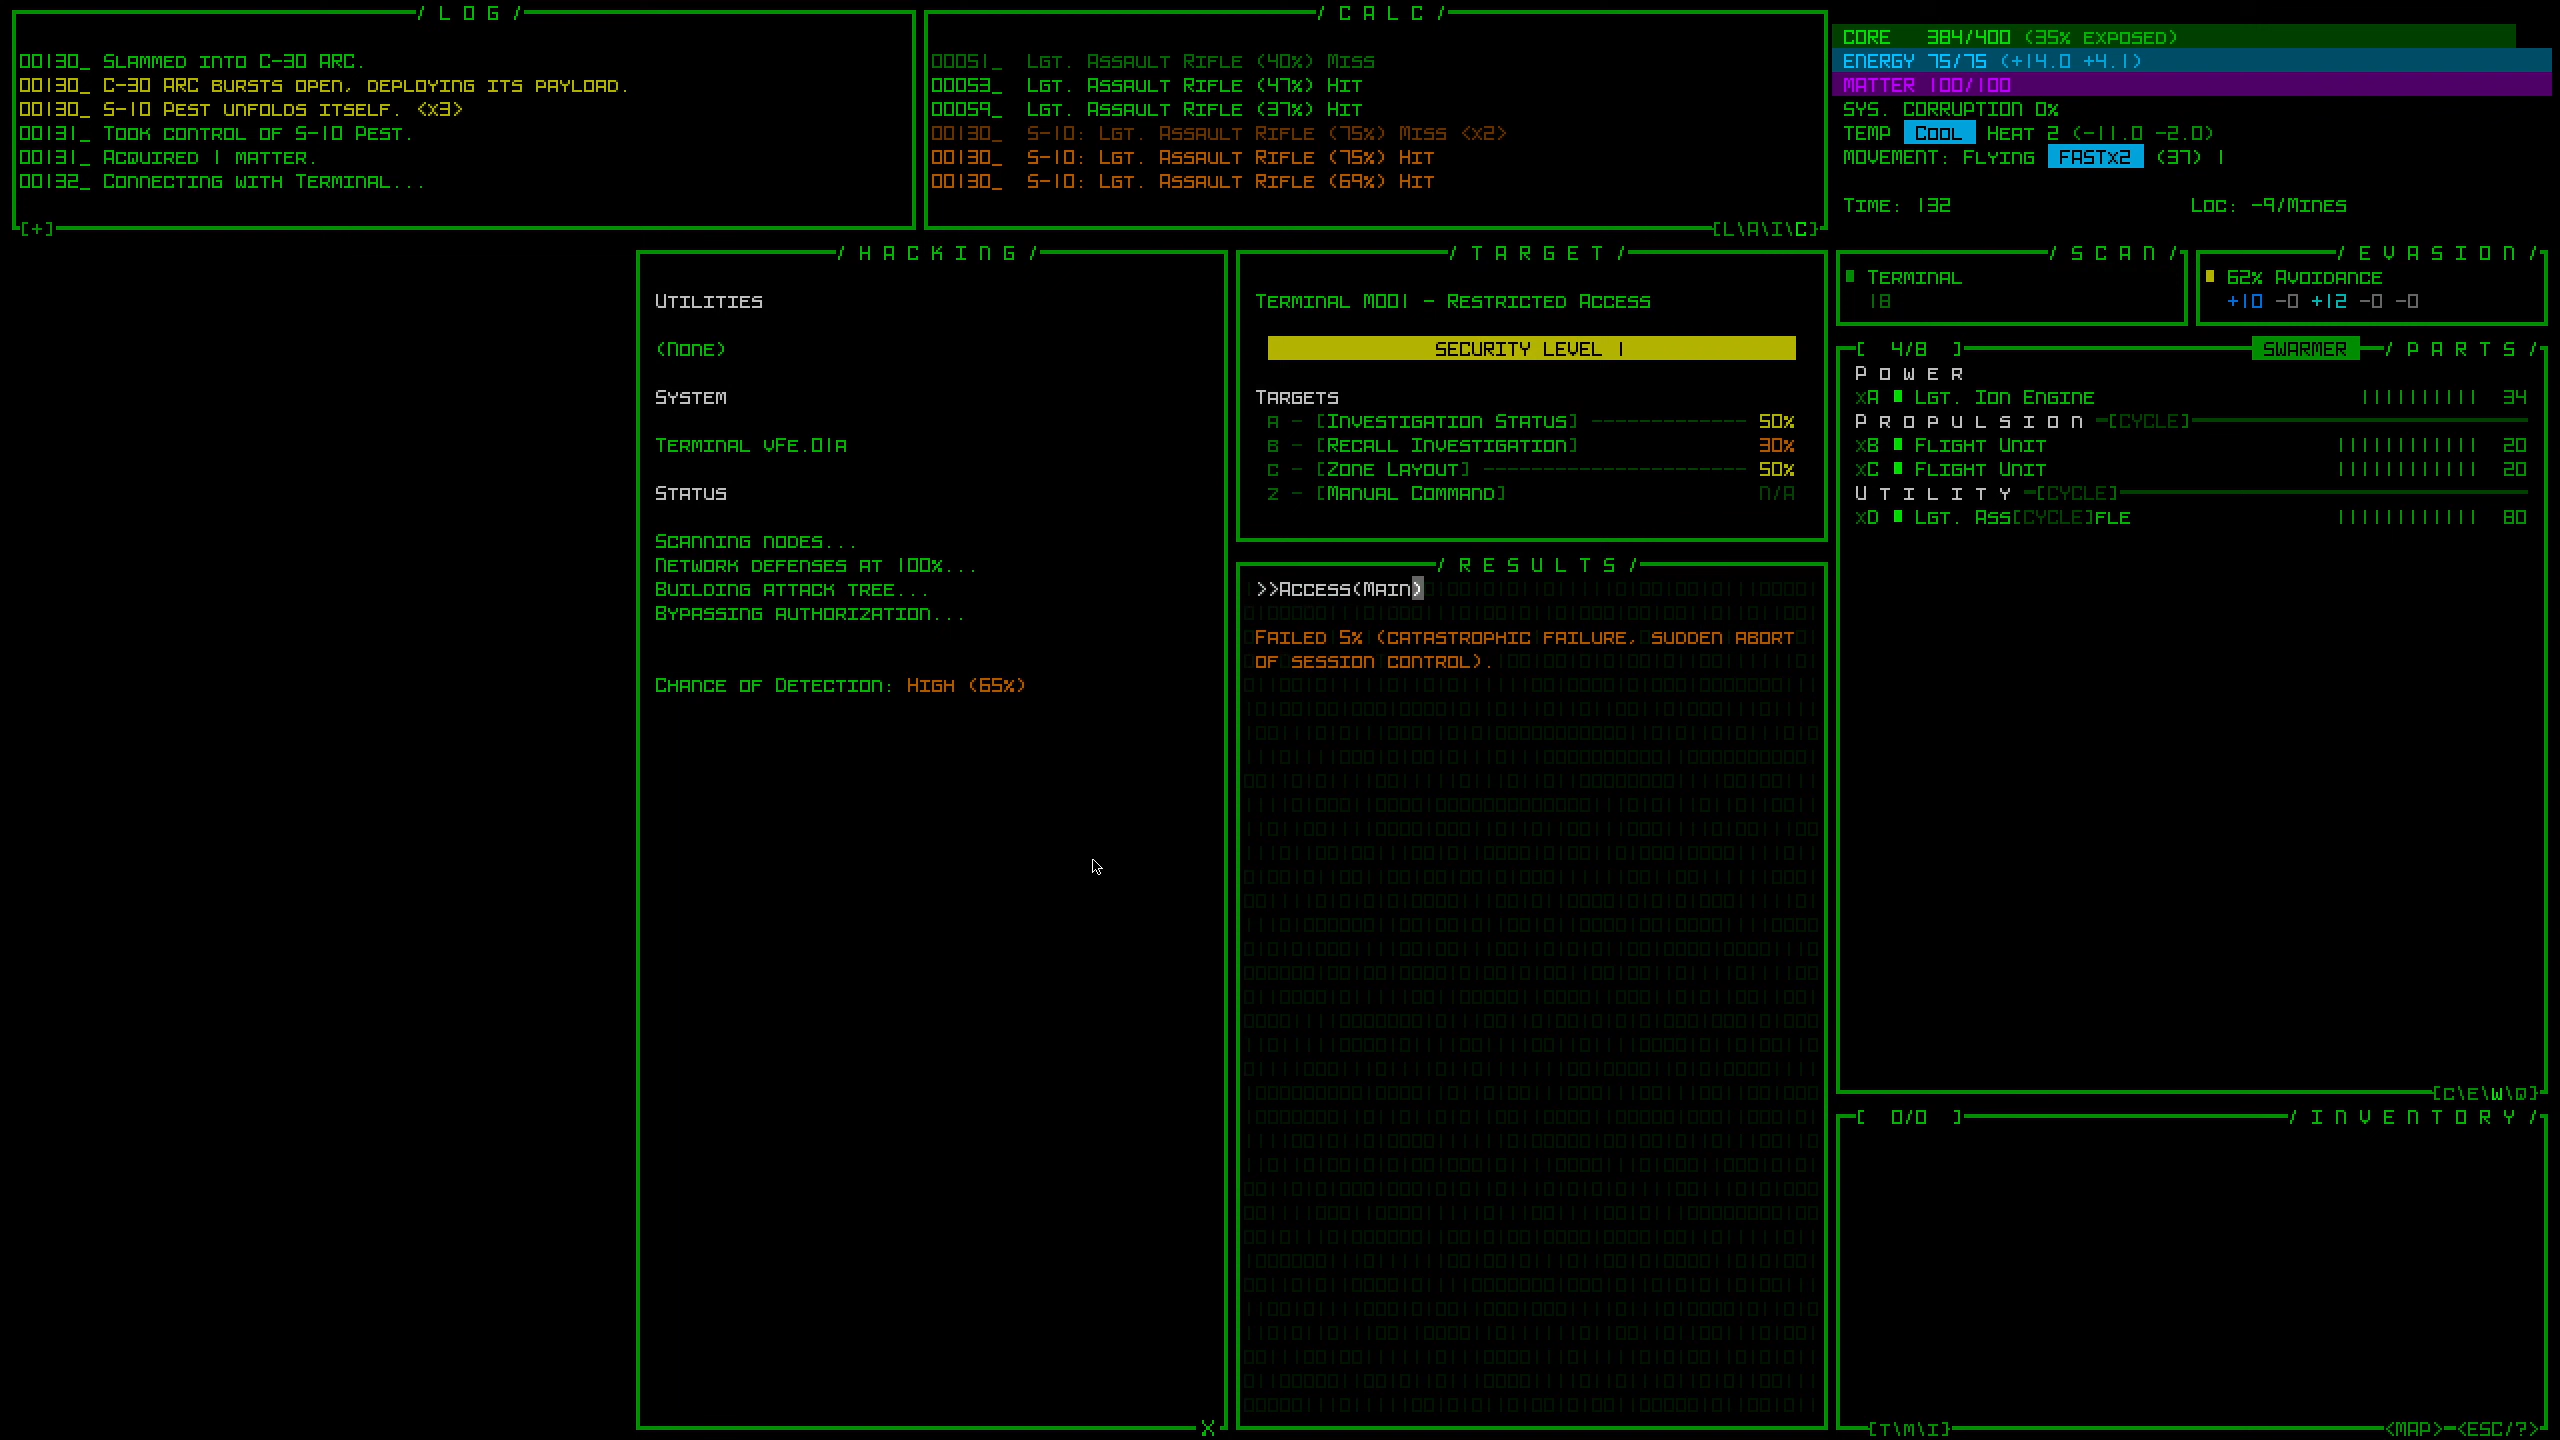 / L O G /
00130_ Slammed into C-30 ARC.
00130_ C-30 ARC bursts open, deploying its payload.
00130_ S-10 Pest unfolds itself. <x3>
00131_ Took control of S-10 Pest.
00131_ Acquired 1 matter.
00132_ Connecting with Terminal...
[+]
/ C A L C /
00051_ Lgt. Assault Rifle (40%) Miss
00053_ Lgt. Assault Rifle (47%) Hit
00059_ Lgt. Assault Rifle (37%) Hit
00130_ S-10: Lgt. Assault Rifle (75%) Miss <x2>
00130_ S-10: Lgt. Assault Rifle (75%) Hit
00130_ S-10: Lgt. Assault Rifle (69%) Hit
[L\A\I\C]
CORE 384/400 (35% EXPOSED)
ENERGY 75/75 (+14.0 +4.1)
MATTER 100/100
SYS. CORRUPTION 0%
TEMP COOL HEAT 2 (-11.0 -2.0)
MOVEMENT: FLYING FASTx2 (37) 1
Time: 132 Loc: -9/Mines
/ H A C K I N G /
Utilities
(None)
System
Terminal vFe.01a
Status
Scanning nodes...
Network defenses at 100%...
Building attack tree...
Bypassing authorization...
Chance of Detection: High (65%)
X
/ T A R G E T /
Terminal M001 - Restricted Access
SECURITY LEVEL 1
Targets
A - [Investigation Status] 50%
B - [Recall Investigation] 30%
C - [Zone Layout] 50%
Z - [Manual Command] N/A
/ R E S U L T S /
>>Access(Main)
Failed 5% (catastrophic failure, sudden abort
of session control).
/ S C A N /
Terminal
18
/ E V A S I O N /
62% Avoidance
+10 -0 +12 -0 -0
[ 4/8 ] SWARMER / P A R T S /
P o w e r
xA Lgt. Ion Engine 34
P r o p u l s i o n [CYCLE]
xB Flight Unit 20
xC Flight Unit 20
U t i l i t y [CYCLE]
xD Lgt. Ass[CYCLE]fle 80
[C\E\W\Q]
[ 0/0 ] / I N V E N T O R Y /
[T\M\I] <MAP> <ESC/?>